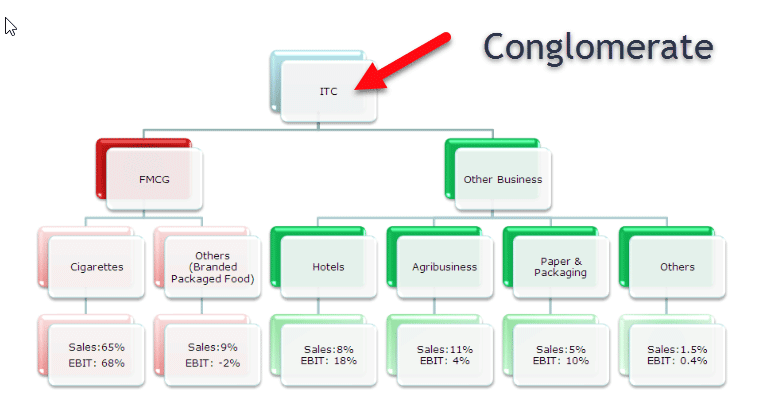 Conglomerate
ITC
FMCG
Other Business
Cigarettes
Others
(Branded
Packaged Food)
Hotels
Agribusiness
Paper &
Packaging
Others
Sales:65%
EBIT: 68%
Sales:9%
EBIT: -2%
Sales:8%
EBIT: 18%
Sales:11%
EBIT: 4%
Sales:5%
EBIT: 10%
Sales:1.5%
EBIT: 0.4%